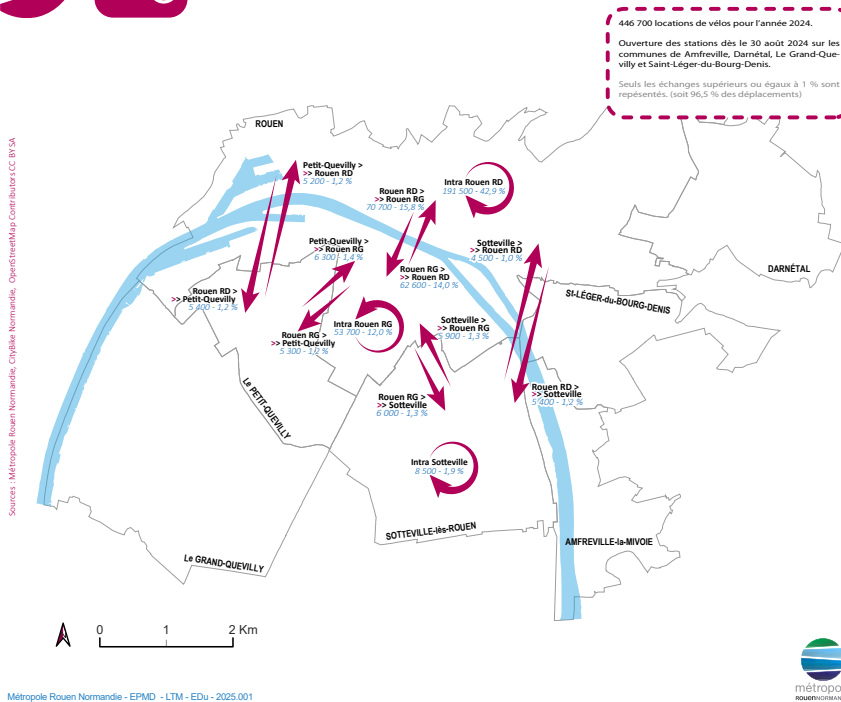 446 700 locations de vélos pour l'année 2024.
Ouverture des stations dès le 30 août 2024 sur les
communes de Amfreville, Darnétal, Le Grand-Que-
villy et Saint-Léger-du-Bourg-Denis.
Seuls les échanges supérieurs ou égaux à 1 % sont
repésentés. (soit 96,5 % des déplacements)
ROUEN
Petit-Quevilly >
>> Rouen RD
5 200 - 1,2 %
Rouen RD >
>> Rouen RG
70 700 - 15,8 %
Intra Rouen RD
191 500 - 42,9 %
Petit-Quevilly >
>> Rouen RG
6 300 - 1,4 %
Sotteville >
>> Rouen RD
4 500 - 1,0 %
Rouen RG >
>> Rouen RD
62 600 - 14,0 %
DARNÉTAL
Rouen RD >
>> Petit-Quevilly
5 400 - 1,2 %
St-LÉGER-du-BOURG-DENIS
Intra Rouen RG
53 700 - 12,0 %
Sotteville >
>> Rouen RG
5 900 - 1,3 %
Rouen RG >
>> Petit-Quevilly
5 300 - 1,2 %
Le PETIT-QUEVILLY
Rouen RG >
>> Sotteville
6 000 - 1,3 %
Rouen RD >
>> Sotteville
5 400 - 1,2 %
Intra Sotteville
8 500 - 1,9 %
SOTTEVILLE-lès-ROUEN
AMFREVILLE-la-MIVOIE
Le GRAND-QUEVILLY
0 1 2 Km
Sources : Métropole Rouen Normandie, CityBike Normandie, OpenStreetMap Contributors CC BY SA
Métropole Rouen Normandie - EPMD - LTM - EDu - 2025.001
métropo
ROUENNORMAN